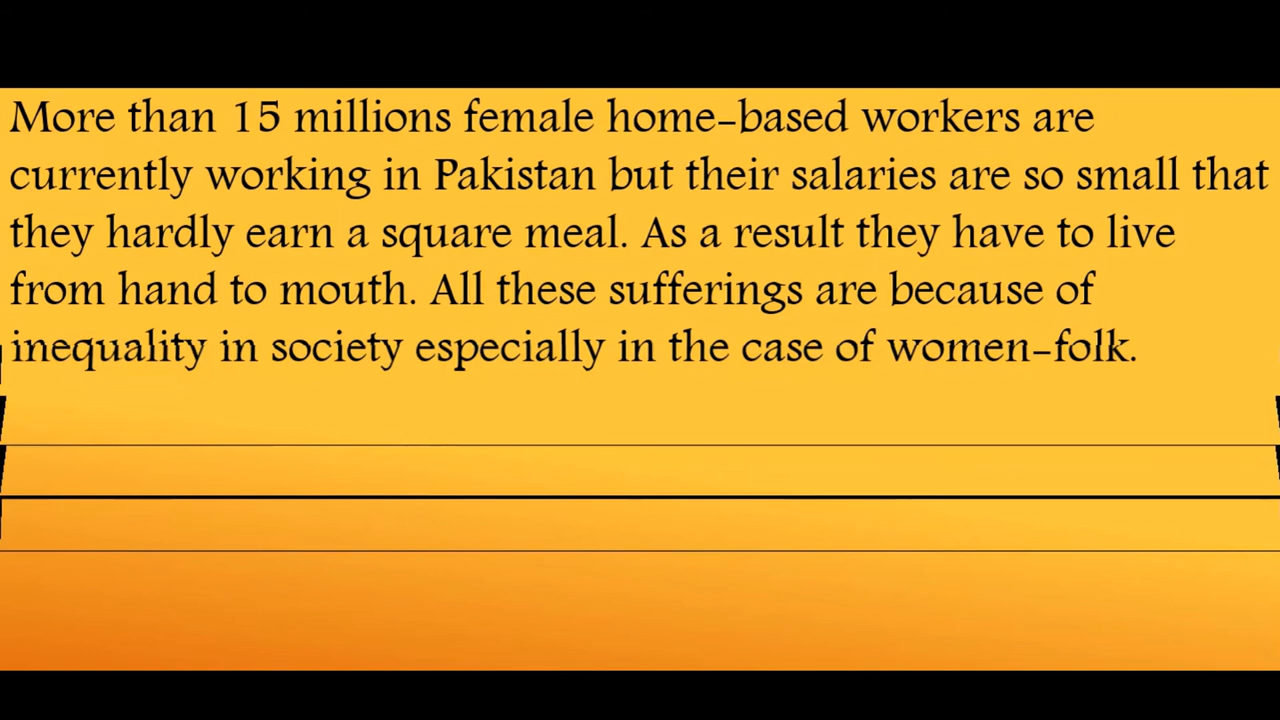 More than 15 millions female home-based workers are
currently working in Pakistan but their salaries are so small that
they hardly earn a square meal. As a result they have to live
from hand to mouth. All these sufferings are because of
inequality in society especially in the case of women-folk.